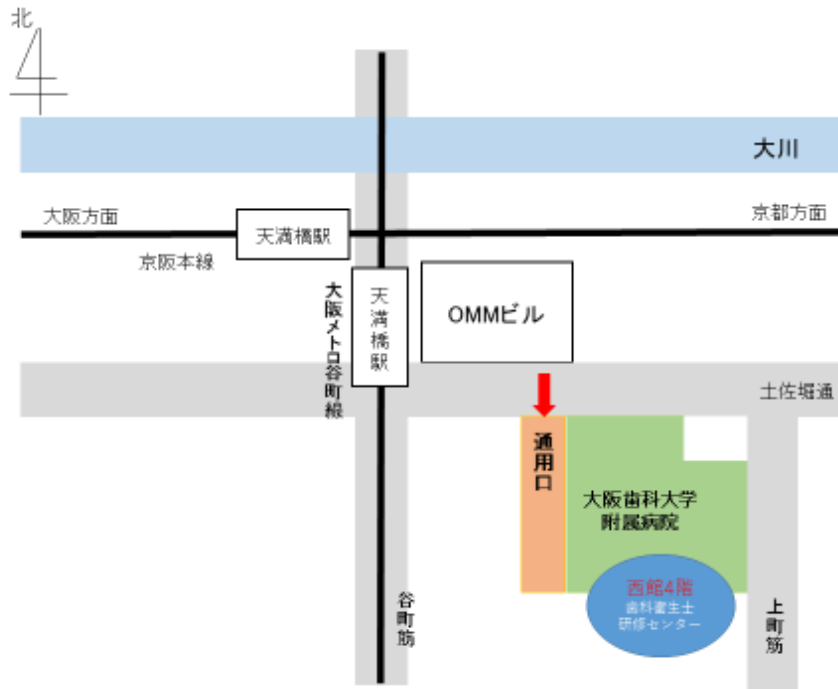 北
大川
大阪方面
京都方面
天満橋駅
京阪本線
大阪メトロ谷町線
天満橋駅
OMMビル
土佐堀通
通用口
大阪歯科大学
附属病院
西館4階
歯科衛生士
研修センター
谷町筋
上町筋